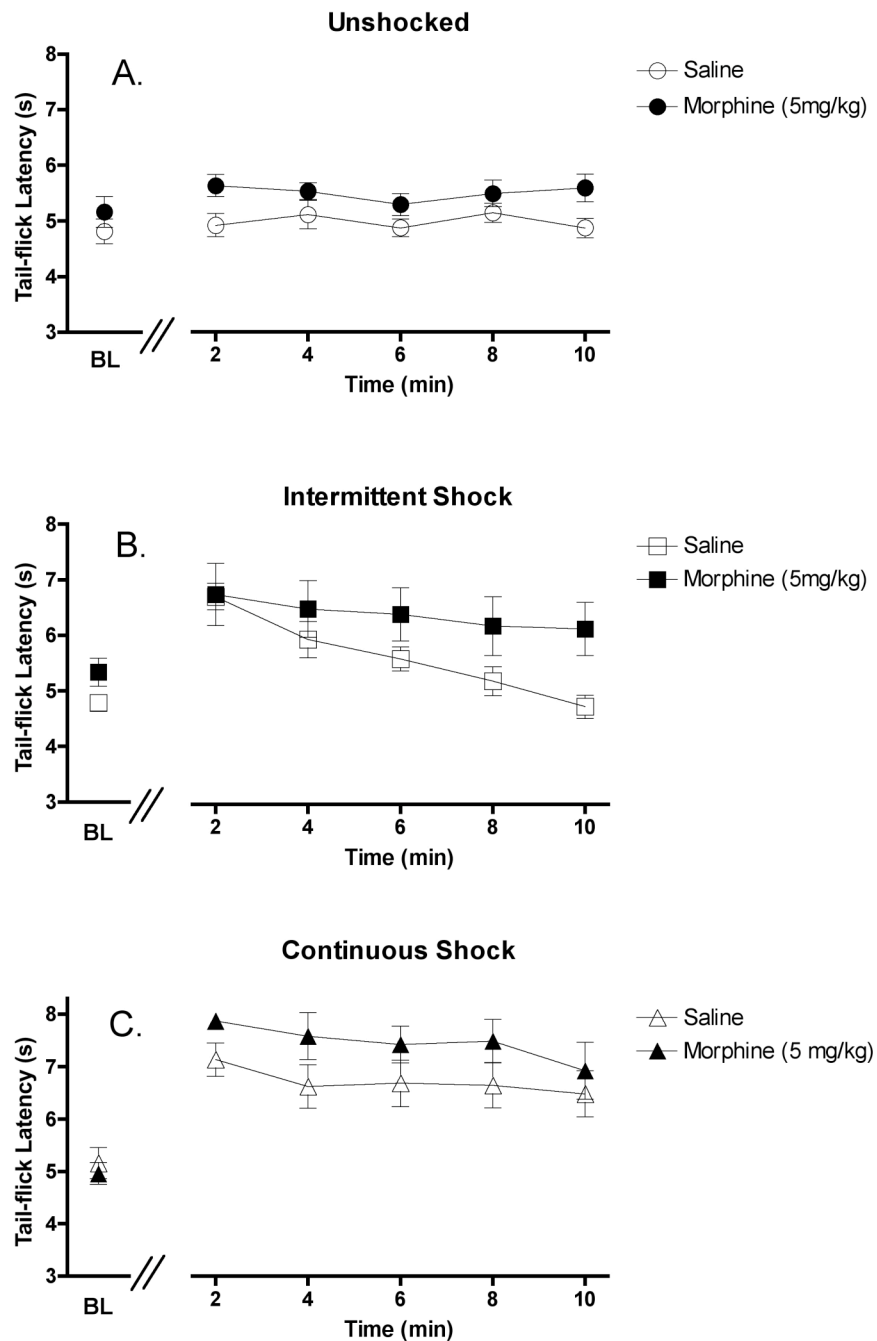 Unshocked
A.
Saline
Morphine (5mg/kg)
Tail-flick Latency (s)
8
7
6
5
4
3
BL
2 4 6 8 10
Time (min)
Intermittent Shock
B.
Saline
Morphine (5mg/kg)
Tail-flick Latency (s)
8
7
6
5
4
3
BL
2 4 6 8 10
Time (min)
Continuous Shock
C.
Saline
Morphine (5 mg/kg)
Tail-flick Latency (s)
8
7
6
5
4
3
BL
2 4 6 8 10
Time (min)